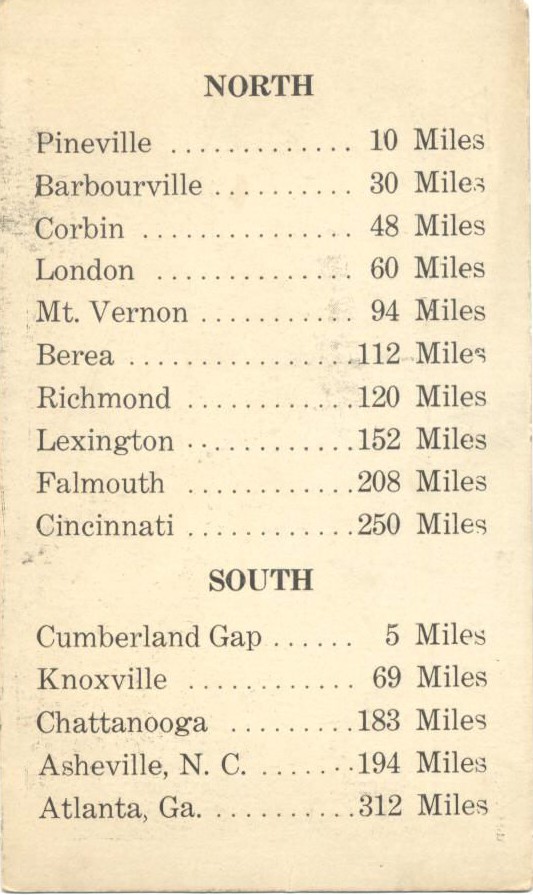 NORTH
Pineville ............. 10 Miles
Barbourville .......... 30 Miles
Corbin ............... 48 Miles
London .............. 60 Miles
Mt. Vernon ........... 94 Miles
Berea ................112 Miles
Richmond ............120 Miles
Lexington ............152 Miles
Falmouth ............208 Miles
Cincinnati ............250 Miles
SOUTH
Cumberland Gap ...... 5 Miles
Knoxville ............ 69 Miles
Chattanooga .........183 Miles
Asheville, N. C. .......194 Miles
Atlanta, Ga. ...........312 Miles